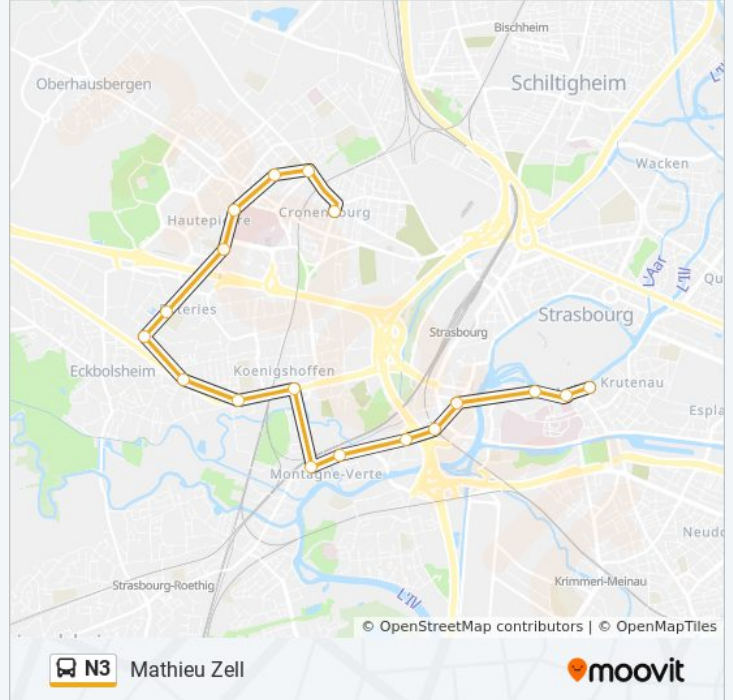 Bischheim
Oberhausbergen
Schiltigheim
Wacken
Hautepierre
Cronenbourg
L'Aar
L'Ill
Qu
Poteries
Strasbourg
Strasbourg
Eckbolsheim
Koenigshoffen
Krutenau
Espla
Montagne-Verte
Neudo
Strasbourg-Roethig
Krimmeri-Meinau
L'IV
© OpenStreetMap contributors | © OpenMapTiles
N3 Mathieu Zell
moovit